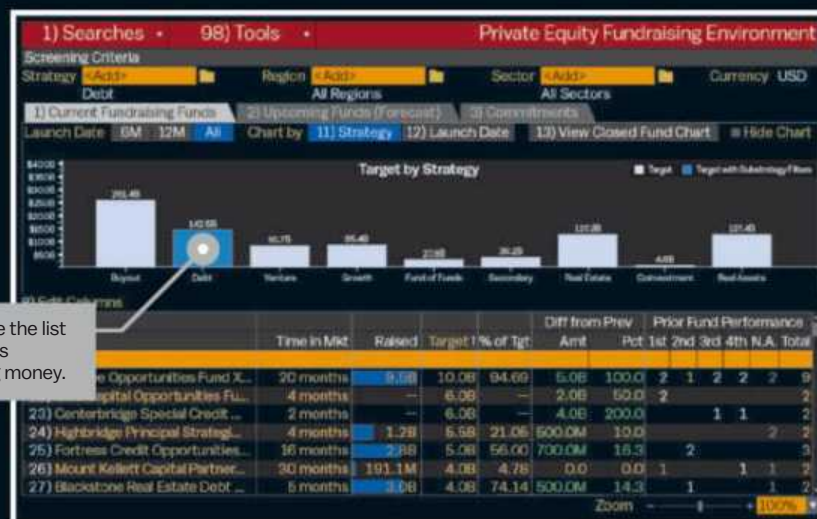 1) Searches • 98) Tools • Private Equity Fundraising Environment
Screening Criteria
Strategy <Add> Region <Add> Sector <Add> Currency USD
Debt All Regions All Sectors
1) Current Fundraising Funds 2) Upcoming Funds (Forecast) 3) Commitments
Launch Date 6M 12M All Chart by 11) Strategy 12) Launch Date 13) View Closed Fund Chart Hide Chart
Target by Strategy
Target Target with Substrategy Filters
Buyout Debt Venture Growth Fund of Funds Secondary Real Estate Real Assets
Edit Columns
e the list
s
g money.
Diff from Prev Prior Fund Performance
Time in Mkt Raised Target % of Tgt Amt Pct 1st 2nd 3rd 4th N.A. Total
e Opportunities Fund X... 20 months 9.5B 10.0B 94.69 5.0B 100.0 2 1 2 2 2 9
pital Opportunities Fu... 4 months -- 6.0B -- 2.0B 50.0 2 2
23) Centerbridge Special Credit ... 2 months -- 6.0B -- 4.0B 200.0 1 1 2
24) Highbridge Principal Strategi... 4 months 1.2B 5.5B 21.06 500.0M 10.0 2 2
25) Fortress Credit Opportunities... 16 months 2.8B 5.0B 56.00 700.0M 16.3 2 3
26) Mount Kellett Capital Partner... 30 months 191.1M 4.0B 4.78 0.0 0.0 1 1 1 2
27) Blackstone Real Estate Debt ... 5 months 3.0B 4.0B 74.14 500.0M 14.3 1 1 2
Zoom 100%